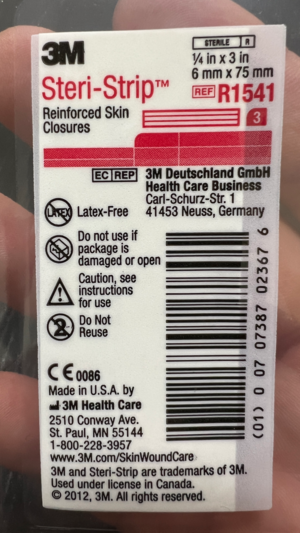 3M
STERILE R
¼ in x 3 in
6 mm x 75 mm
Steri-Strip™
REF R1541
Reinforced Skin
Closures
3
EC REP 3M Deutschland GmbH
Health Care Business
Carl-Schurz-Str. 1
41453 Neuss, Germany
LATEX Latex-Free
Do not use if
package is
damaged or open
Caution, see
instructions
for use
2 Do Not
Reuse
(01) 0 07 07387 02367 6
CE 0086
Made in U.S.A. by
3M Health Care
2510 Conway Ave.
St. Paul, MN 55144
1-800-228-3957
www.3M.com/SkinWoundCare
3M and Steri-Strip are trademarks of 3M.
Used under license in Canada.
© 2012, 3M. All rights reserved.